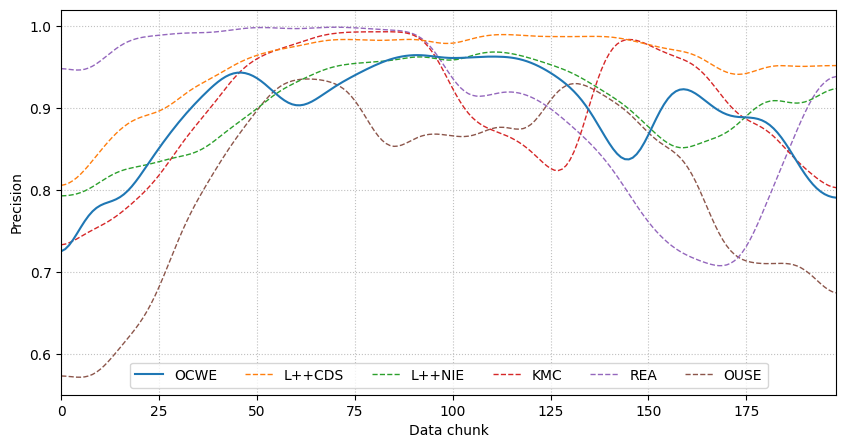 1.0
0.9
0.8
0.7
0.6
Precision
OCWE L++CDS L++NIE KMC REA OUSE
0 25 50 75 100 125 150 175
Data chunk